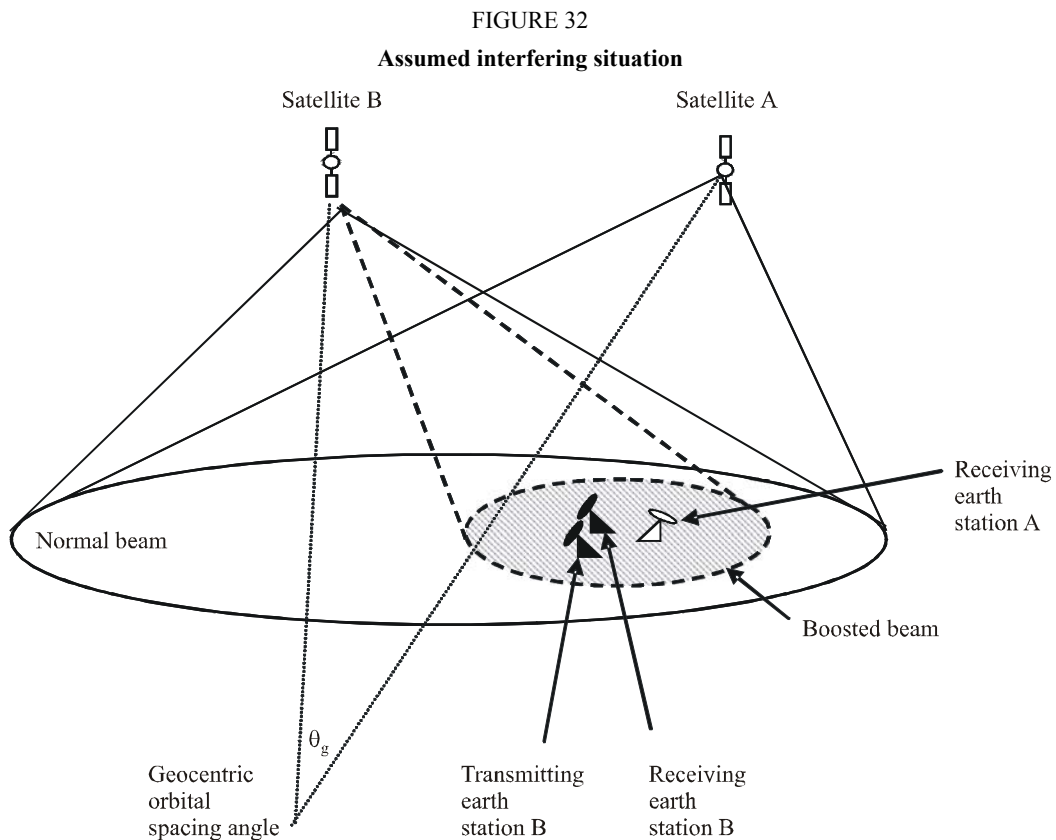 FIGURE 32
Assumed interfering situation
Satellite B
Satellite A
Receiving
earth
station A
Normal beam
Boosted beam
θg
Geocentric
orbital
spacing angle
Transmitting
earth
station B
Receiving
earth
station B